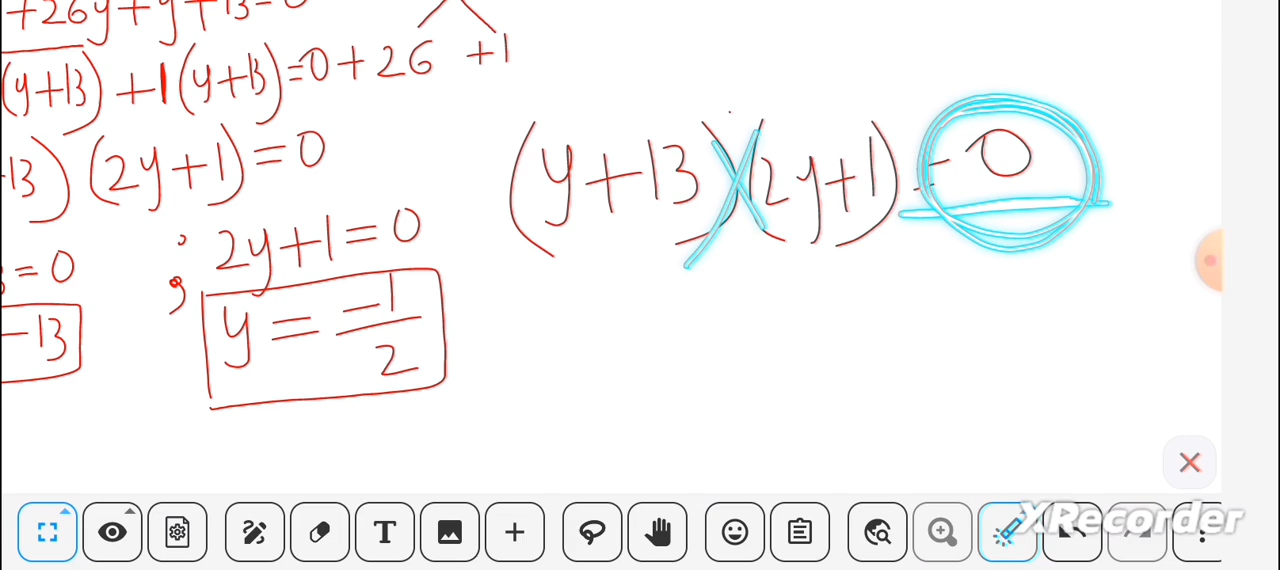 +26y+y+13=0
(y+13)+1(y+13)=0 +26 +1
13)(2y+1)=0
(y+13)(2y+1)=0
=0 ; 2y+1=0
-13 y=-1/2
T
XRecorder